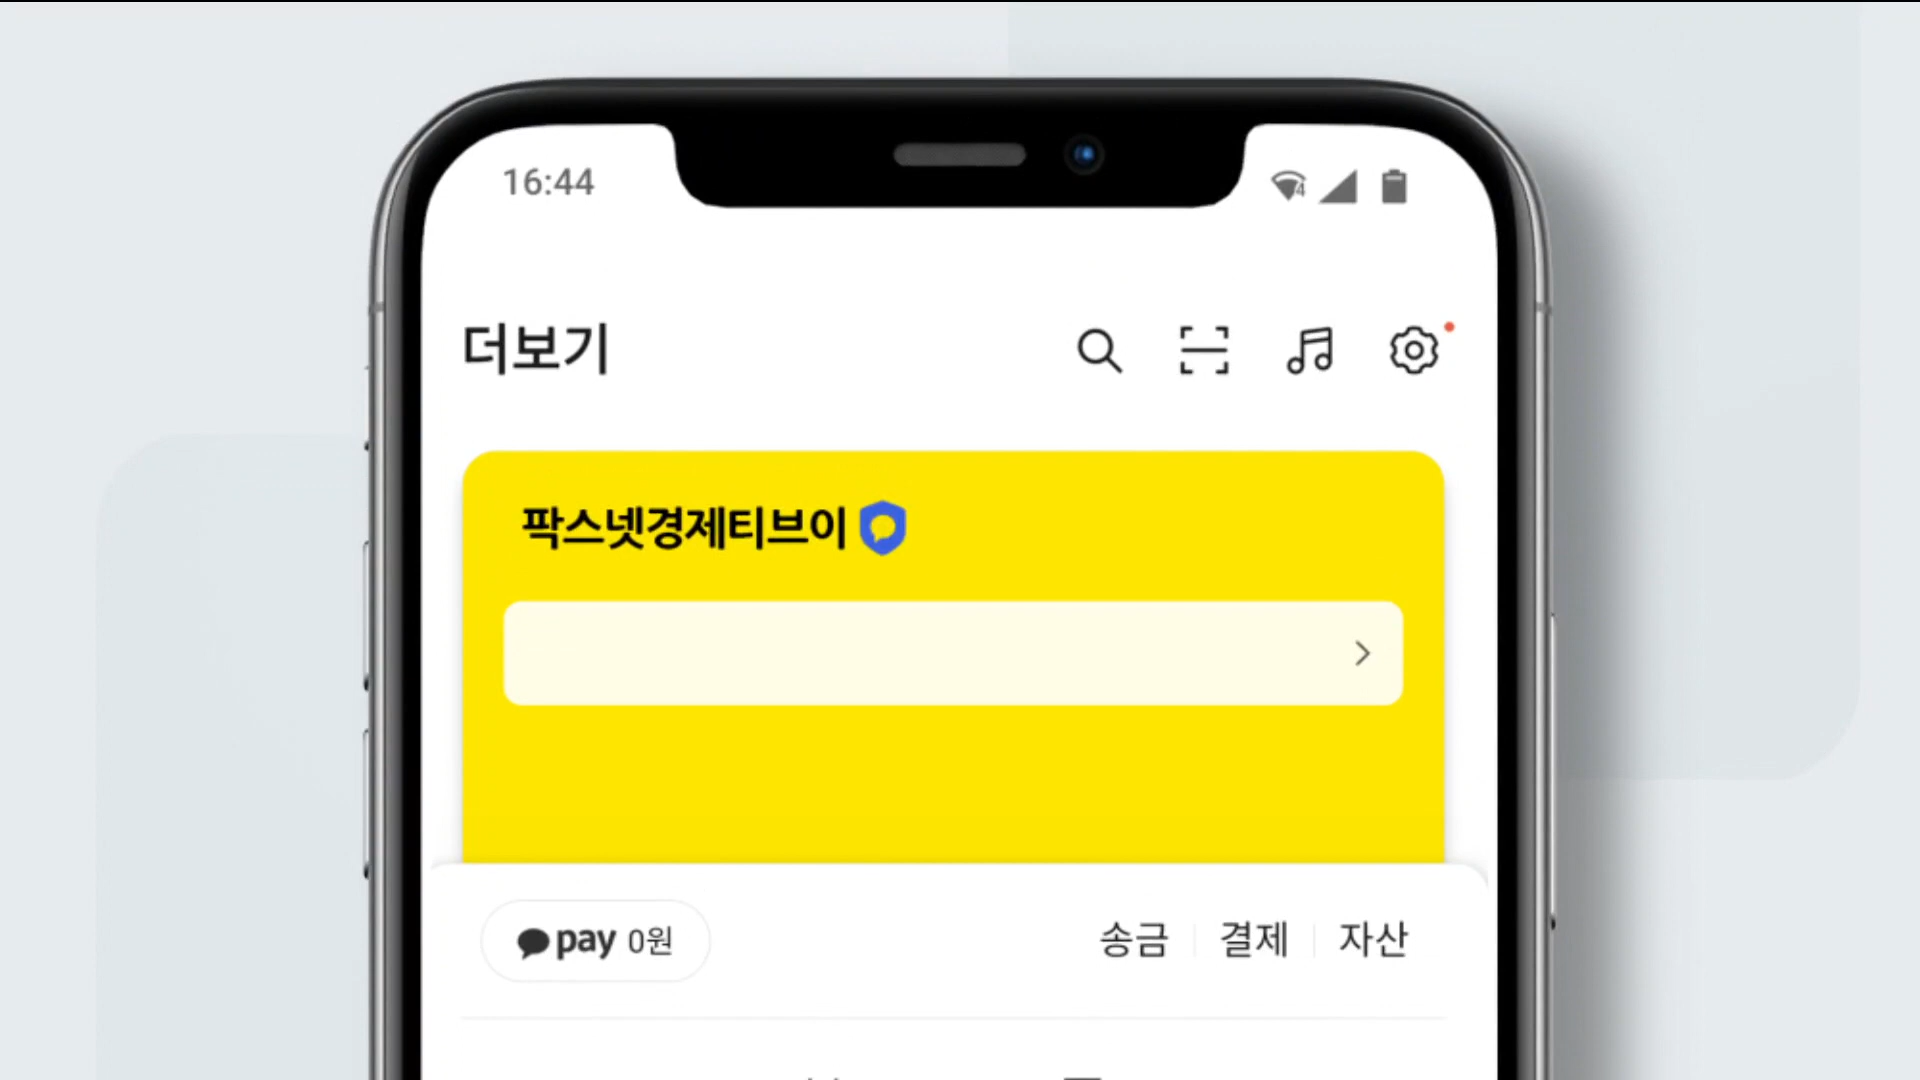 16:44
더보기
팍스넷경제티브이
pay 0원
송금 결제 자산